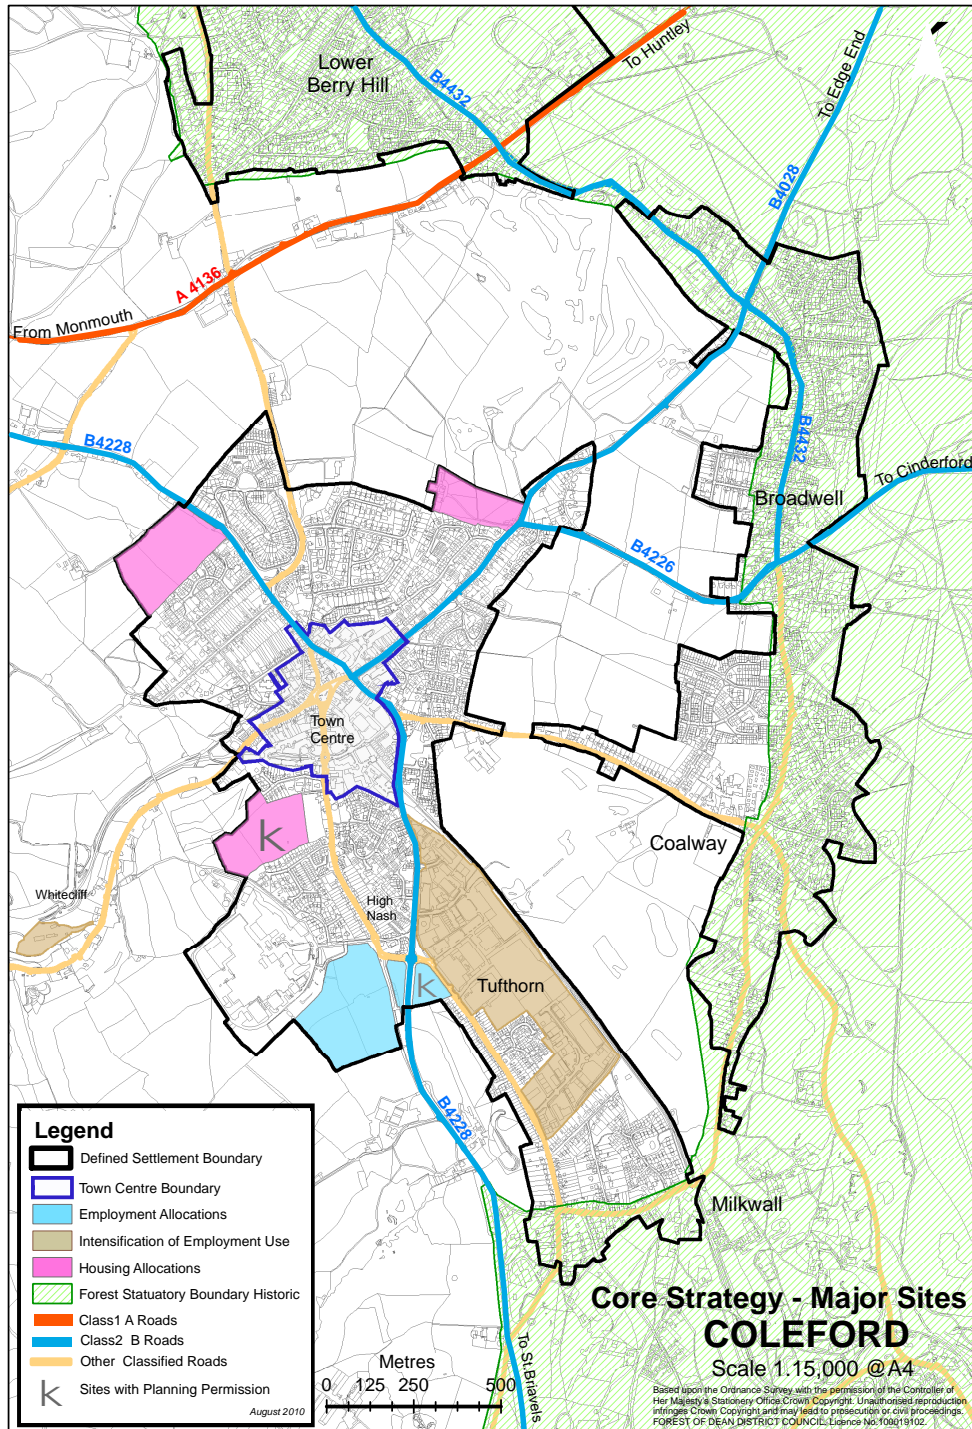 Lower
Berry Hill
B4432
To Huntley
To Edge End
B4028
A 4136
From Monmouth
B4228
B4432
Broadwell
To Cinderford
B4226
Town
Centre
k
Coalway
Whitecliff
High
Nash
Tufthorn
k
B4228
Milkwall
To St.Briavels
Legend
Defined Settlement Boundary
Town Centre Boundary
Employment Allocations
Intensification of Employment Use
Housing Allocations
Forest Statuatory Boundary Historic
Class1 A Roads
Class2 B Roads
Other Classified Roads
k Sites with Planning Permission
August 2010
Metres
0 125 250 500
Core Strategy - Major Sites
COLEFORD
Scale 1.15,000 @A4
Based upon the Ordnance Survey with the permission of the Controller of
Her Majesty's Stationery Office.Crown Copyright. Unauthorised reproduction
infringes Crown Copyright and may lead to prosecution or civil proceedings.
FOREST OF DEAN DISTRICT COUNCIL. Licence No.100019102.